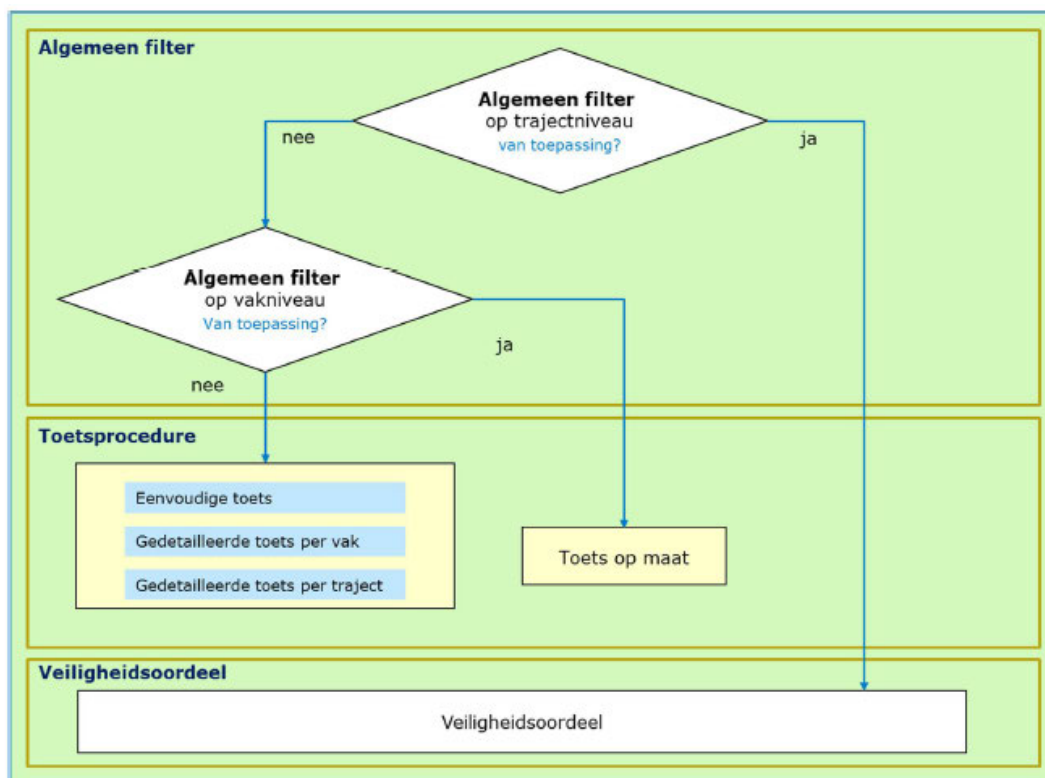 Algemeen filter
Algemeen filter
op trajectniveau
van toepassing?
nee
ja
Algemeen filter
op vakniveau
Van toepassing?
ja
nee
Toetsprocedure
Eenvoudige toets
Gedetailleerde toets per vak
Gedetailleerde toets per traject
Toets op maat
Veiligheidsoordeel
Veiligheidsoordeel